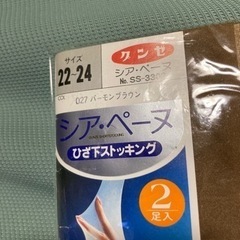 サイズ
22~24
グンゼ
シア・ペーヌ
No. SS-33
COL
027 バーモンブラウン
シア・ペーヌ
ひざ下ストッキング
2
足入